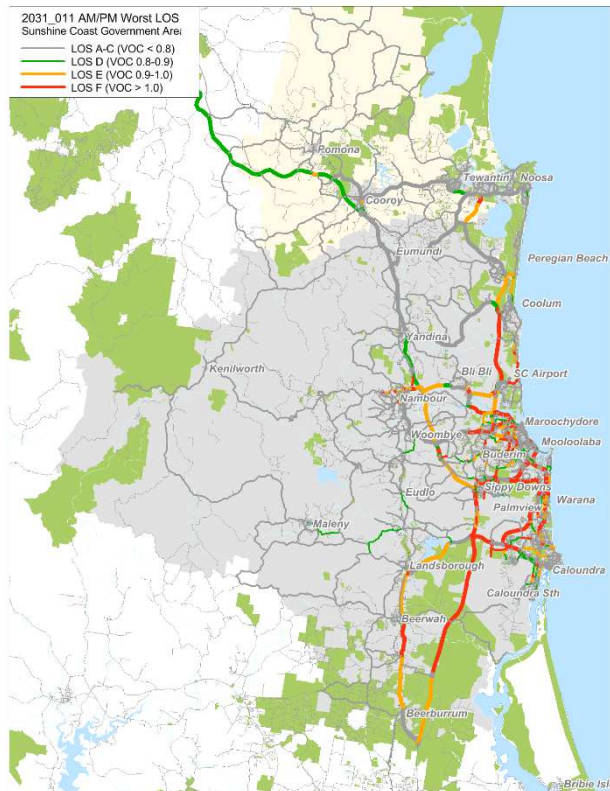 2031_011 AM/PM Worst LOS
Sunshine Coast Government Area
LOS A-C (VOC < 0.8)
LOS D (VOC 0.8-0.9)
LOS E (VOC 0.9-1.0)
LOS F (VOC > 1.0)
Pomona
Tewantin
Noosa
Cooroy
Eumundi
Peregian Beach
Coolum
Yandina
Kenilworth
Bli Bli
SC Airport
Nambour
Maroochydore
Woombye
Mooloolaba
Buderim
Eudlo
Sippy Downs
Warana
Palmview
Maleny
Landsborough
Caloundra
Caloundra Sth
Beerwah
Beerburrum
Bribie Isl